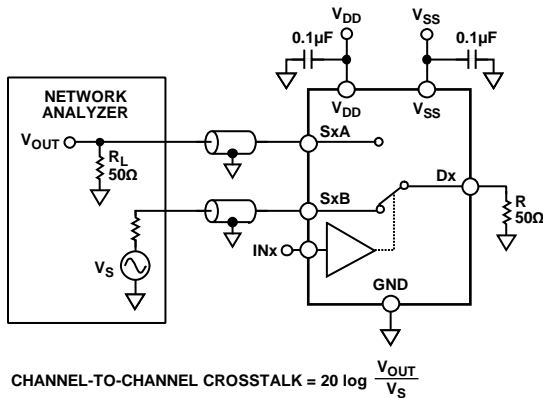 V_DD
V_SS
0.1µF
0.1µF
NETWORK
ANALYZER
V_DD
V_SS
V_OUT
SxA
R_L
50Ω
Dx
SxB
R
50Ω
INx
V_S
GND
CHANNEL-TO-CHANNEL CROSSTALK = 20 log V_OUT
V_S